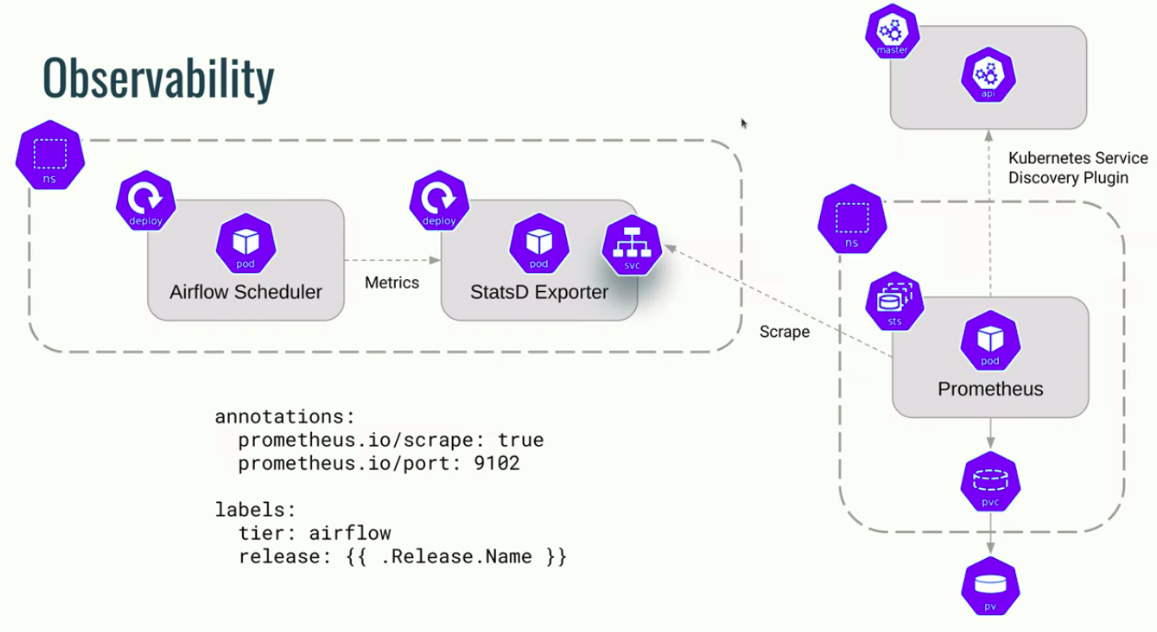 Observability
master
api
Kubernetes Service
Discovery Plugin
ns
deploy
pod
Airflow Scheduler
Metrics
deploy
pod
svc
StatsD Exporter
Scrape
ns
sts
pod
Prometheus
pvc
pv
annotations:
prometheus.io/scrape: true
prometheus.io/port: 9102
labels:
tier: airflow
release: {{ .Release.Name }}